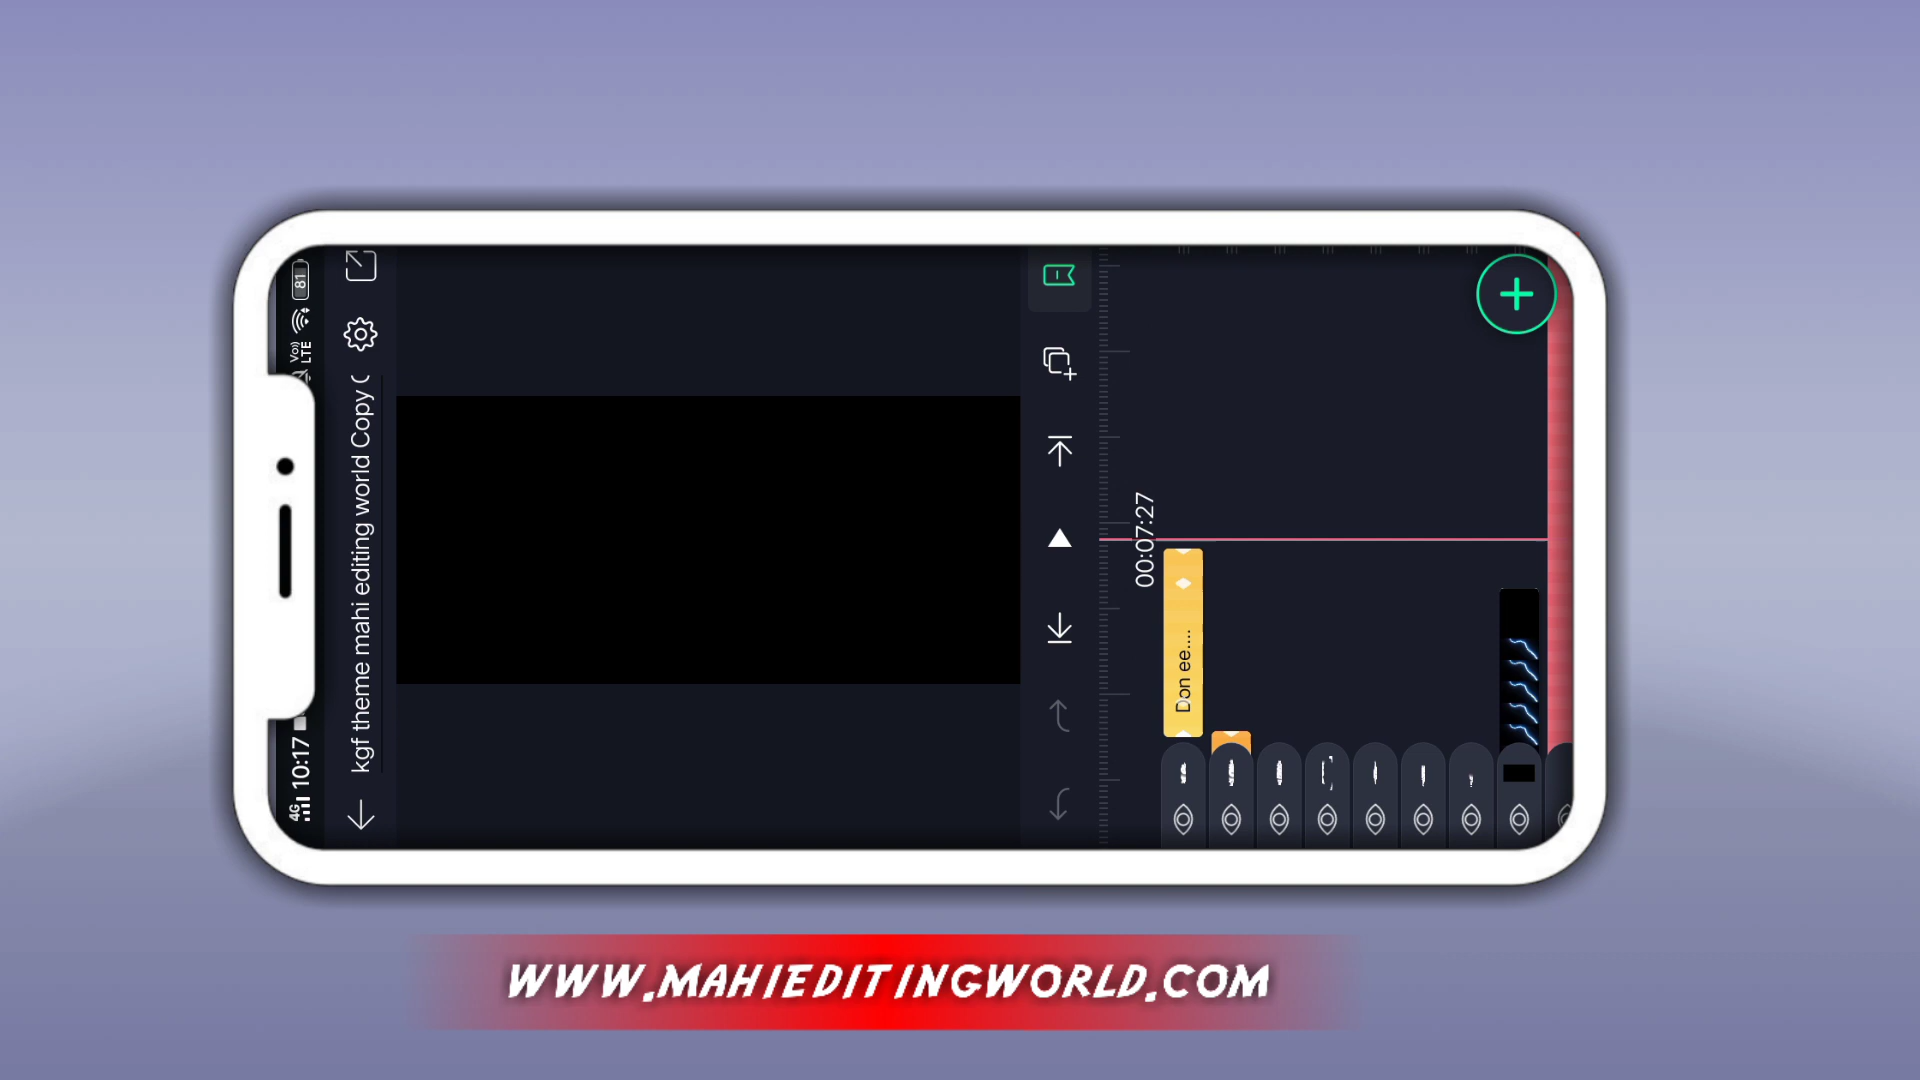 4G 10:17
Vo))
LTE
81
kgf theme mahi editing world Copy
00:07:27
Don ee....
WWW.MAHIEDITINGWORLD.COM